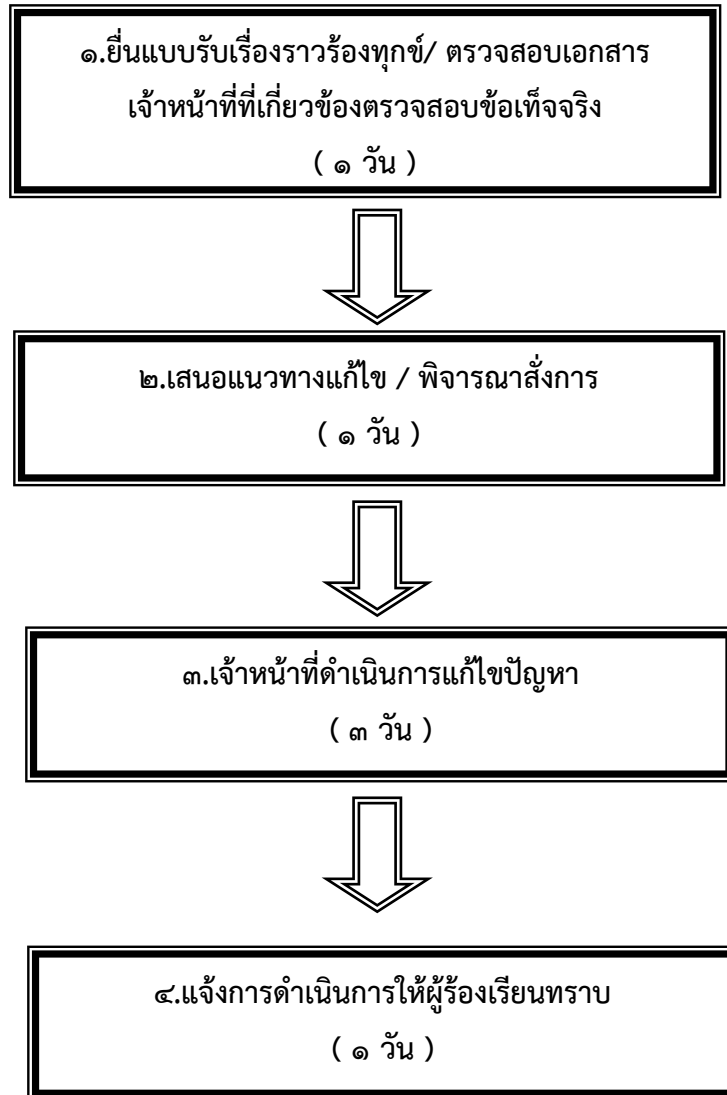 ๑.ยื่นแบบรับเรื่องราวร้องทุกข์/ ตรวจสอบเอกสาร
เจ้าหน้าที่ที่เกี่ยวข้องตรวจสอบข้อเท็จจริง
( ๑ วัน )
๒.เสนอแนวทางแก้ไข / พิจารณาสั่งการ
( ๑ วัน )
๓.เจ้าหน้าที่ดำเนินการแก้ไขปัญหา
( ๓ วัน )
๔.แจ้งการดำเนินการให้ผู้ร้องเรียนทราบ
( ๑ วัน )